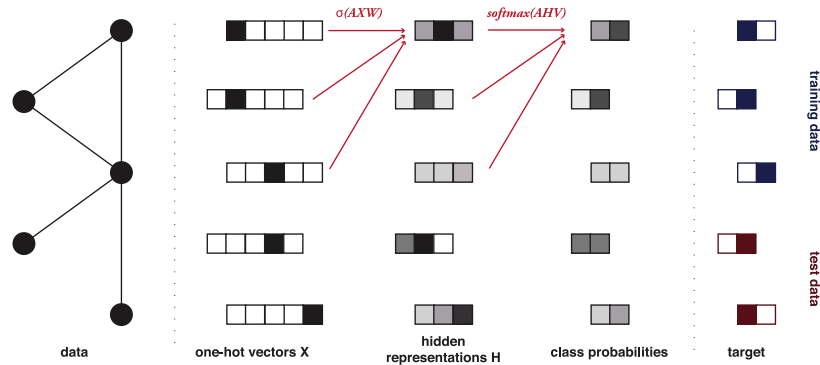 σ(AXW)
softmax(AHV)
training data
test data
data
one-hot vectors X
hidden
representations H
class probabilities
target